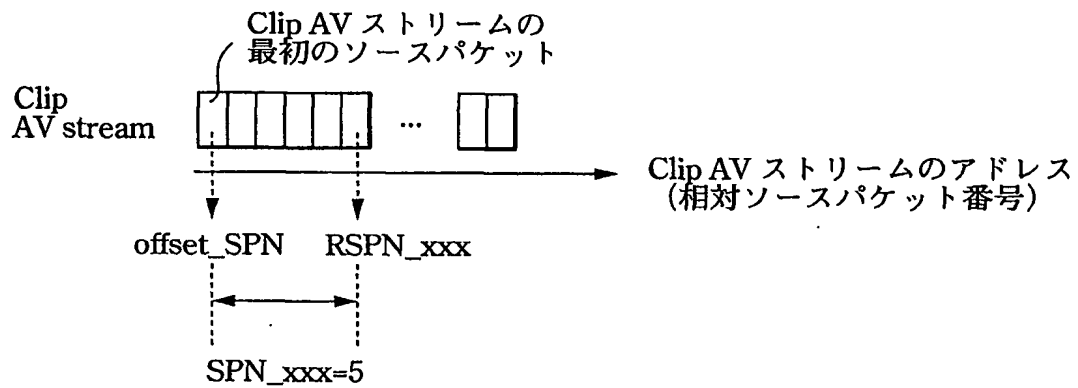 Clip AV ストリームの
最初のソースパケット
Clip
AV stream
...
Clip AV ストリームのアドレス
(相対ソースパケット番号)
offset_SPN RSPN_xxx
SPN_xxx=5